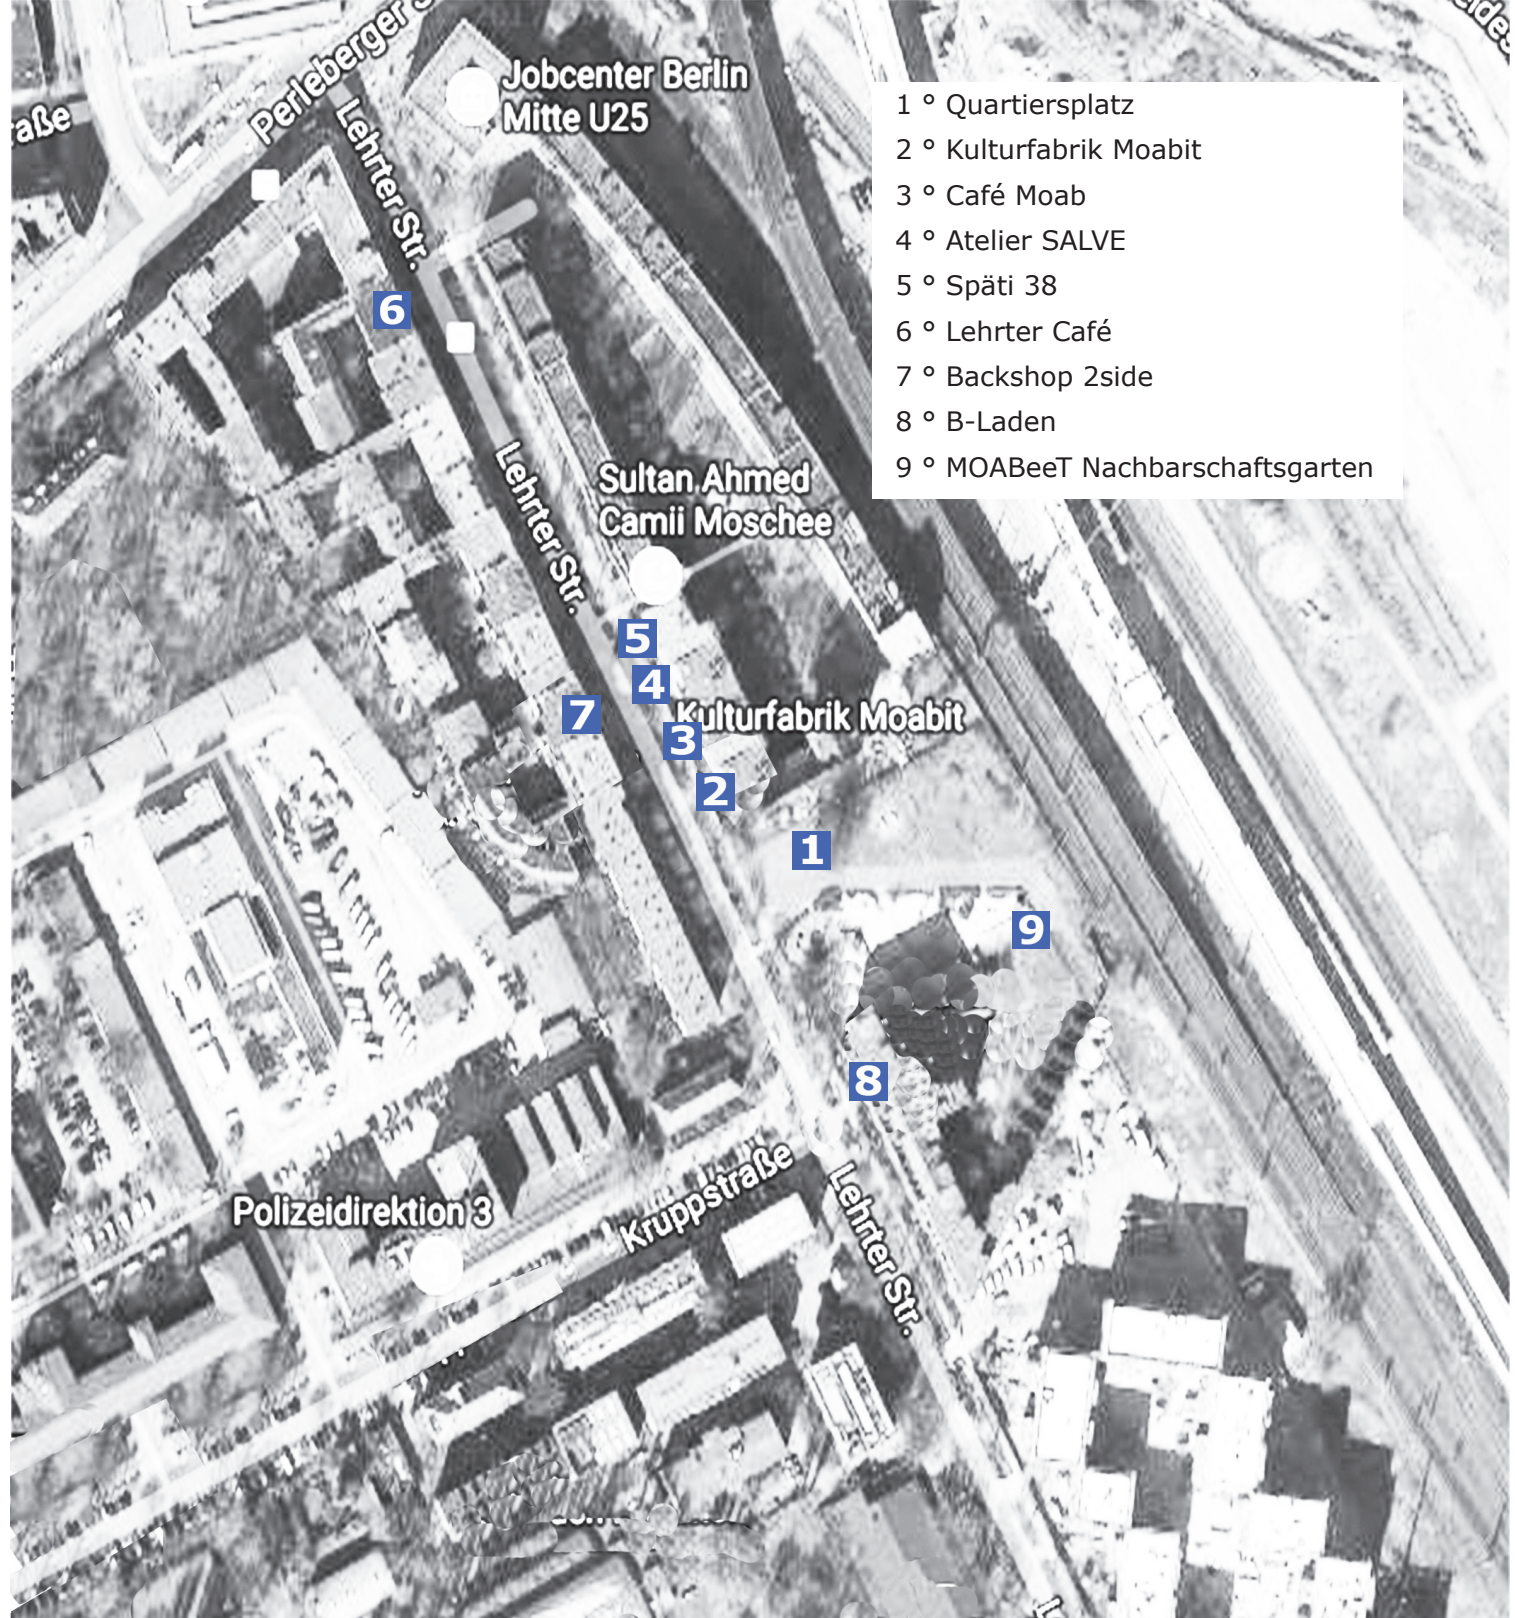 Perleberger S
raße
Lehrter Str.
Jobcenter Berlin
Mitte U25
1 ° Quartiersplatz
2 ° Kulturfabrik Moabit
3 ° Café Moab
4 ° Atelier SALVE
5 ° Späti 38
6 ° Lehrter Café
7 ° Backshop 2side
8 ° B-Laden
9 ° MOABeeT Nachbarschaftsgarten
6
Lehrter Str.
Sultan Ahmed
Camii Moschee
5
4
7
Kulturfabrik Moabit
3
2
1
9
8
Polizeidirektion 3
Kruppstraße
Lehrter Str.